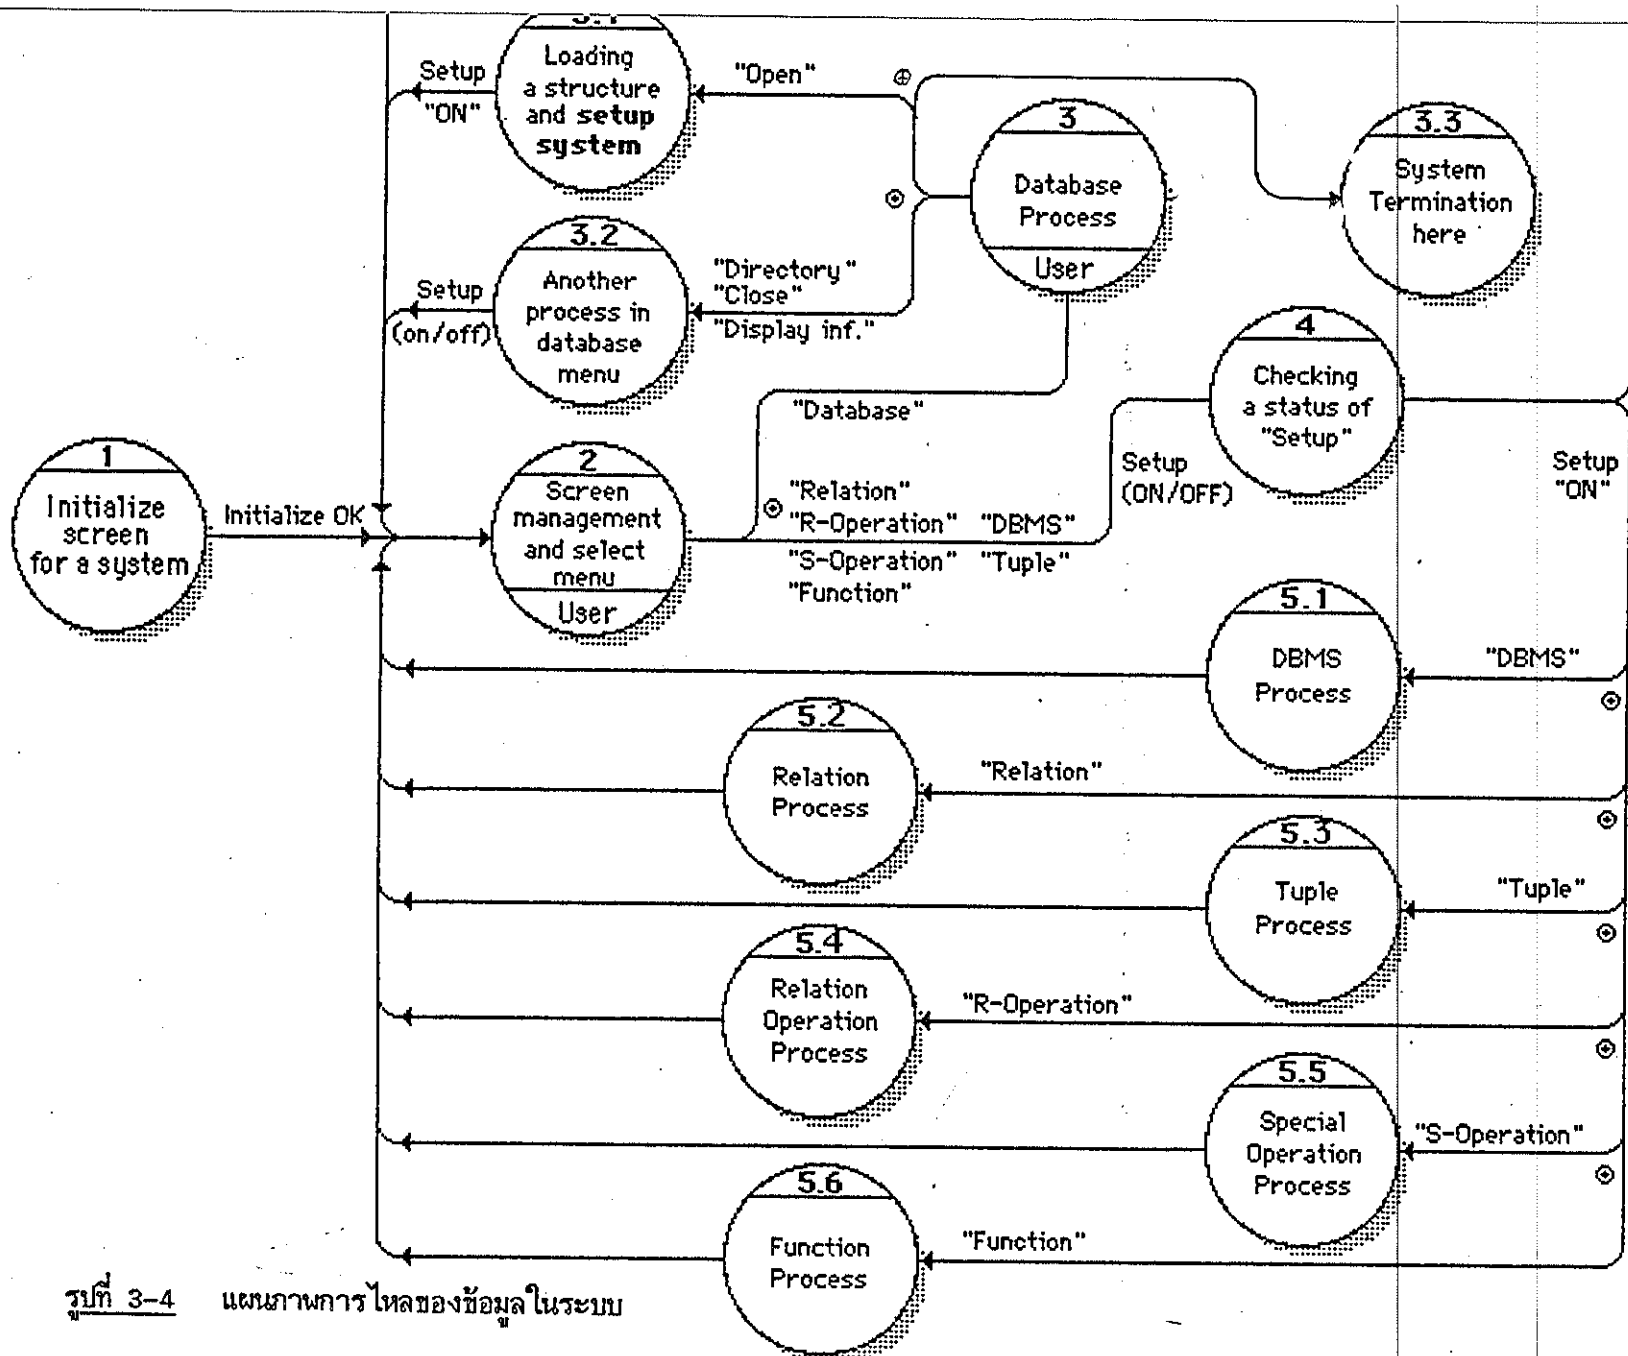 3.1
Loading
a structure
and setup
system
Setup
"ON"
"Open"
3
Database
Process
User
3.3
System
Termination
here
3.2
Another
process in
database
menu
Setup
(on/off)
"Directory"
"Close"
"Display inf."
4
Checking
a status of
"Setup"
"Database"
1
Initialize
screen
for a system
Initialize OK
2
Screen
management
and select
menu
User
"Relation"
"R-Operation" "DBMS"
"S-Operation" "Tuple"
"Function"
Setup
(ON/OFF)
Setup
"ON"
5.1
DBMS
Process
"DBMS"
5.2
Relation
Process
"Relation"
5.3
Tuple
Process
"Tuple"
5.4
Relation
Operation
Process
"R-Operation"
5.5
Special
Operation
Process
"S-Operation"
5.6
Function
Process
"Function"
รูปที่ 3-4 แผนภาพการไหลของข้อมูลในระบบ